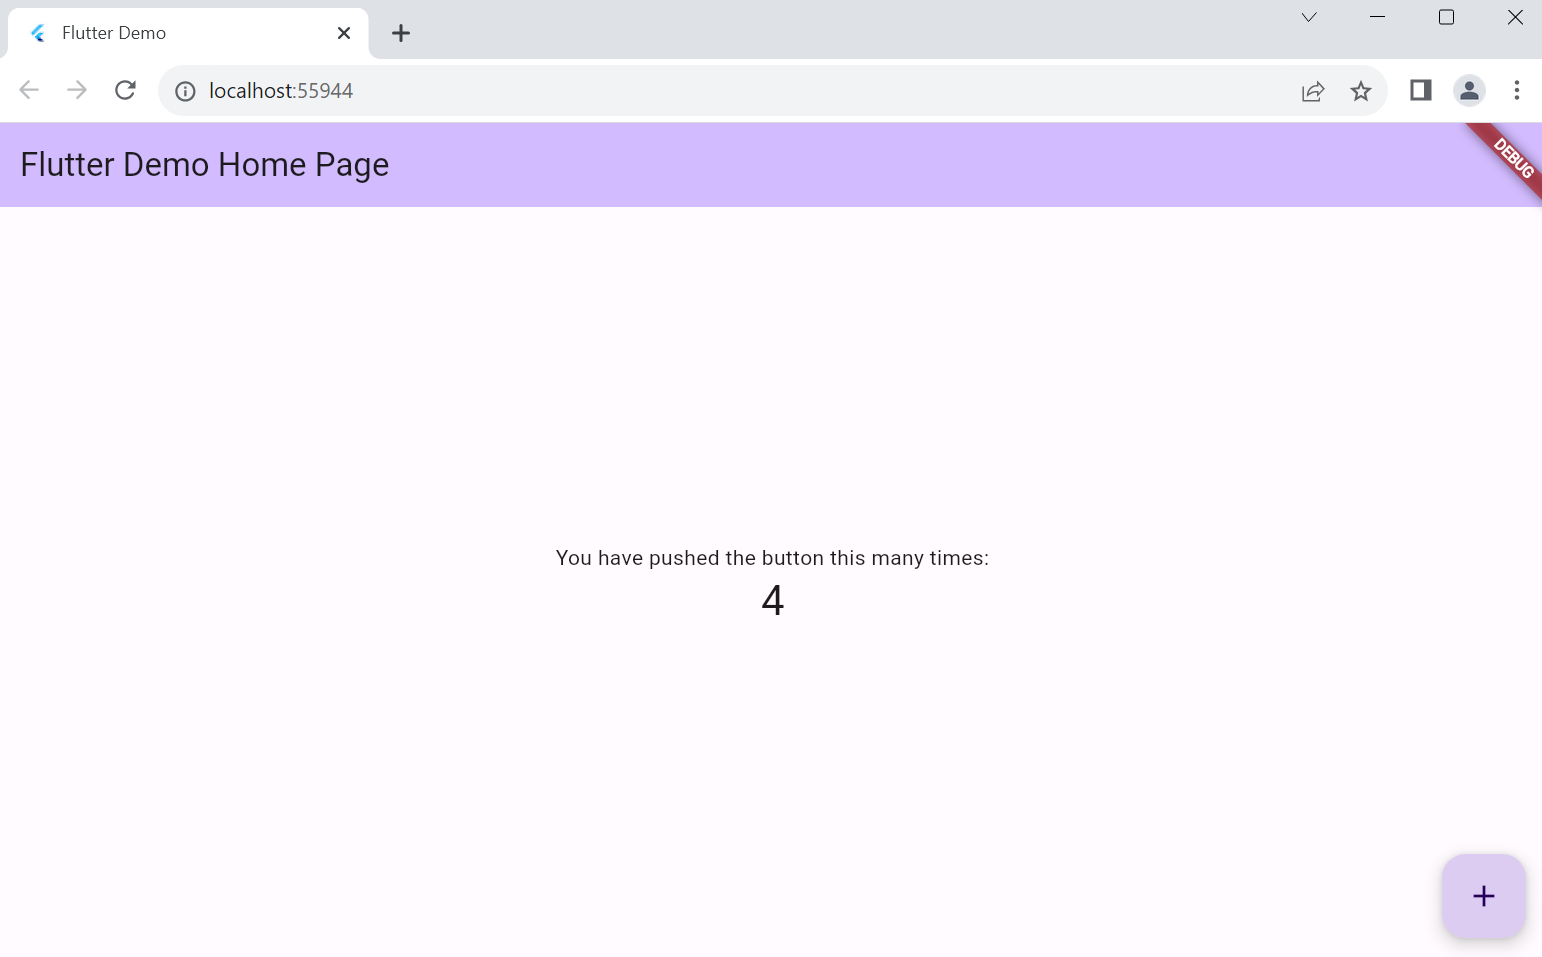 Flutter Demo
localhost:55944
Flutter Demo Home Page
DEBUG
You have pushed the button this many times:
4